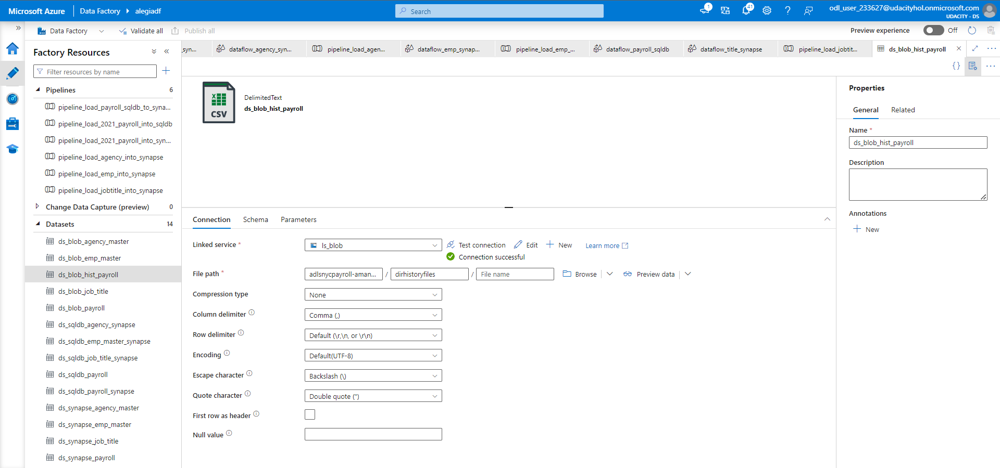 Microsoft Azure
Data Factory
alegiadf
Search
1
41
odl_user_233627@udacityhol.onmicrosoft.com
UDACITY - DS
Data Factory
Validate all
Publish all
Preview experience
Off
Factory Resources
Filter resources by name
Pipelines 6
pipeline_load_payroll_sqldb_to_syna...
pipeline_load_2021_payroll_into_sqldb
pipeline_load_2021_payroll_into_syn...
pipeline_load_agency_into_synapse
pipeline_load_emp_into_synapse
pipeline_load_jobtitle_into_synapse
Change Data Capture (preview) 0
Datasets 14
ds_blob_agency_master
ds_blob_emp_master
ds_blob_hist_payroll
ds_blob_job_title
ds_blob_payroll
ds_sqldb_agency_synapse
ds_sqldb_emp_master_synapse
ds_sqldb_job_title_synapse
ds_sqldb_payroll
ds_sqldb_payroll_synapse
ds_synapse_agency_master
ds_synapse_emp_master
ds_synapse_job_title
ds_synapse_payroll
_syn...
dataflow_agency_syn...
pipeline_load_agen...
dataflow_emp_synap...
pipeline_load_emp_...
dataflow_payroll_sqldb
dataflow_title_synapse
pipeline_load_jobtit...
ds_blob_hist_payroll
{}
CSV
DelimitedText
ds_blob_hist_payroll
Connection
Schema
Parameters
Linked service *
ls_blob
Test connection
Edit
New
Learn more
Connection successful
File path *
adlsnycpayroll-aman... / dirhistoryfiles / File name
Browse
Preview data
Compression type
None
Column delimiter
Comma (,)
Row delimiter
Default (\r,\n, or \r\n)
Encoding
Default(UTF-8)
Escape character
Backslash (\)
Quote character
Double quote (")
First row as header
Null value
Properties
General
Related
Name *
ds_blob_hist_payroll
Description
Annotations
New